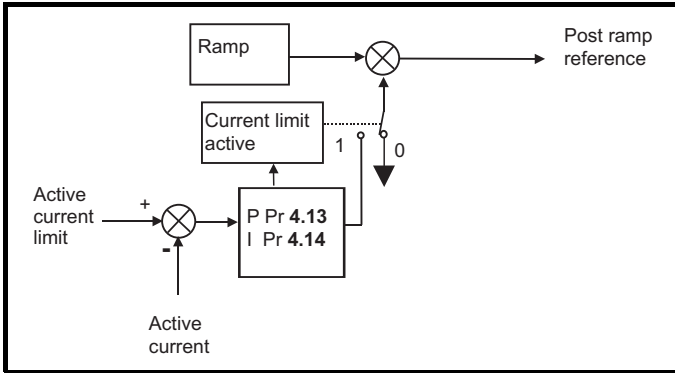 Ramp
Post ramp
reference
Current limit
active
1
0
Active
current
limit
+
-
P Pr 4.13
I Pr 4.14
Active
current